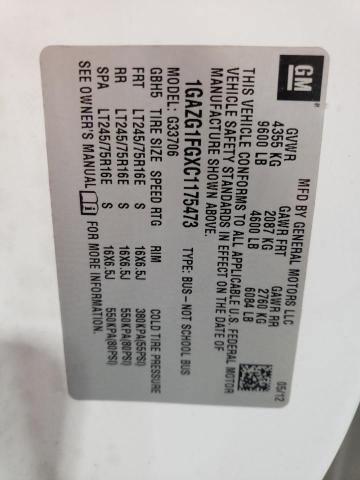 GM
®
MFD BY GENERAL MOTORS LLC
05/12
GVWR GAWR FRT GAWR RR
4355 KG 2087 KG 2760 KG
9600 LB 4600 LB 6084 LB
THIS VEHICLE CONFORMS TO ALL APPLICABLE U.S. FEDERAL MOTOR
VEHICLE SAFETY STANDARDS IN EFFECT ON THE DATE OF
MANUFACTURE SHOWN ABOVE.
1GAZG1FGXC1175473 TYPE: BUS-NOT SCHOOL BUS
G33706
GBH5 TIRE SIZE SPEED RTG RIM COLD TIRE PRESSURE
FRT LT245/75R16E S 16X6.5J 380KPA(55PSI)
RR LT245/75R16E S 16X6.5J 550KPA(80PSI)
SPA LT245/75R16E S 16X6.5J 550KPA(80PSI)
SEE OWNER'S MANUAL FOR MORE INFORMATION.